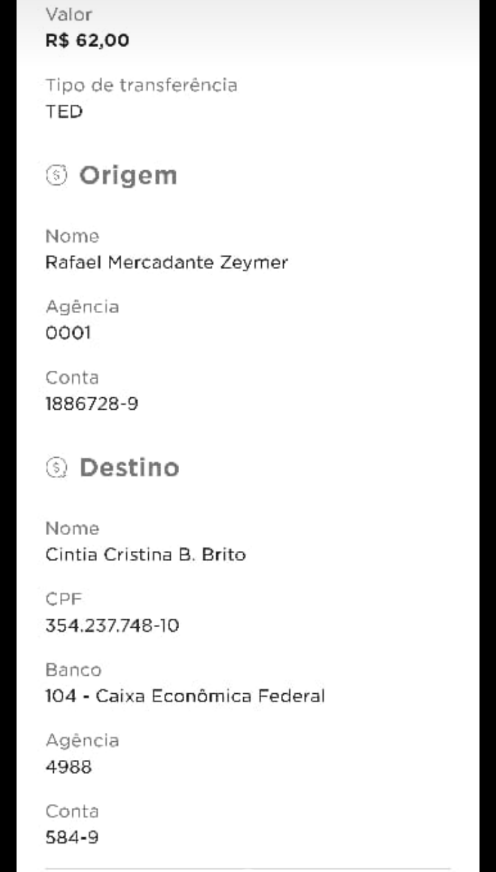 Valor
R$ 62,00
Tipo de transferência
TED
Origem
Nome
Rafael Mercadante Zeymer
Agência
0001
Conta
1886728-9
Destino
Nome
Cintia Cristina B. Brito
CPF
354.237.748-10
Banco
104 - Caixa Econômica Federal
Agência
4988
Conta
584-9